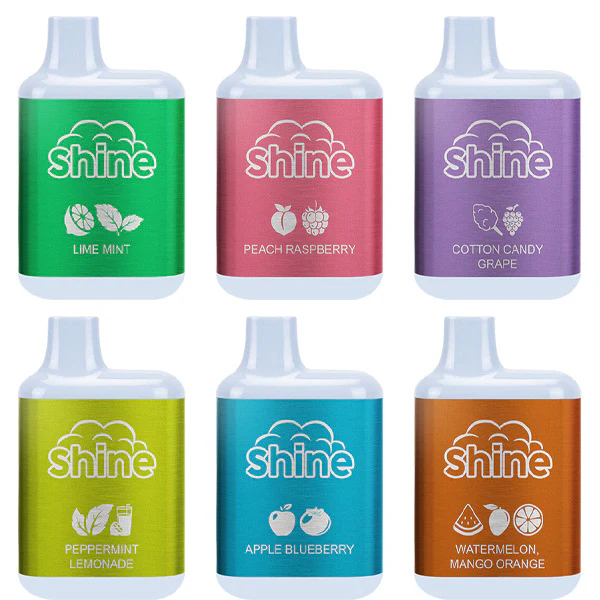 Shine
LIME MINT
Shine
PEACH RASPBERRY
Shine
COTTON CANDY
GRAPE
Shine
PEPPERMINT
LEMONADE
Shine
APPLE BLUEBERRY
Shine
WATERMELON,
MANGO ORANGE